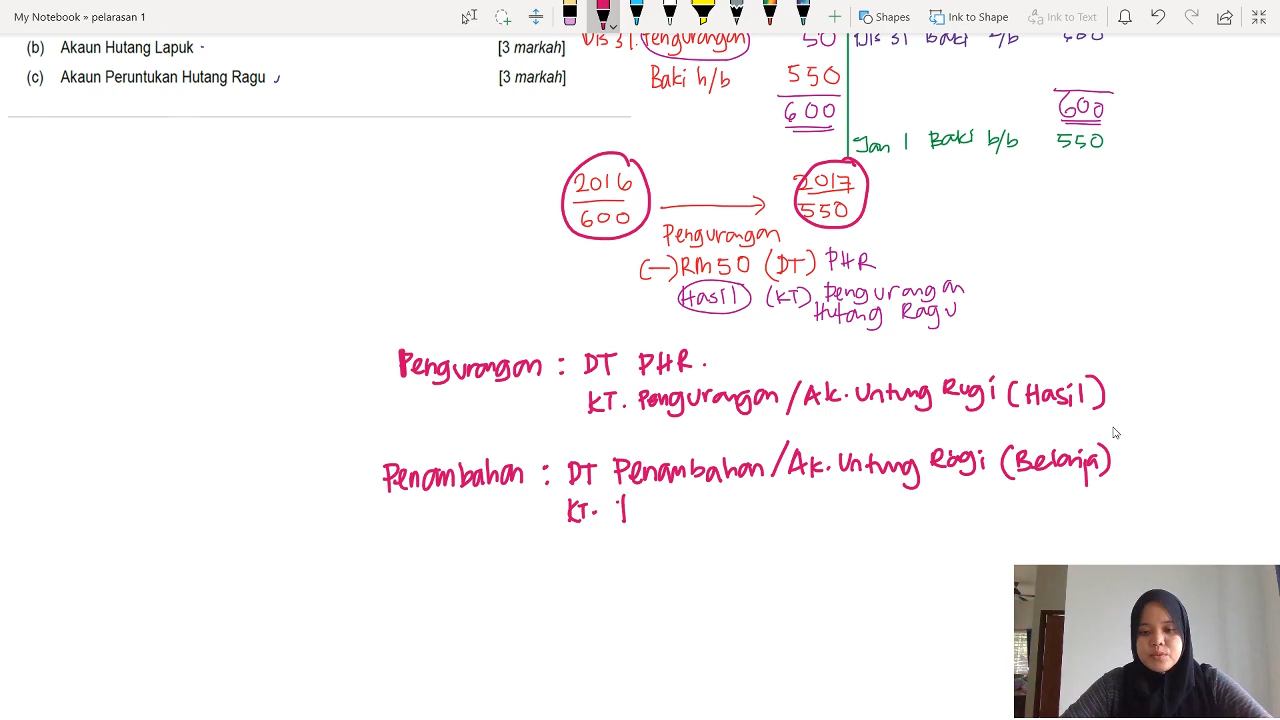 My Notebook » parasan 1
Shapes
Ink to Shape
Ink to Text
(b) Akaun Hutang Lapuk - [3 markah]
(c) Akaun Peruntukan Hutang Ragu [3 markah]
Dis 31. Pengurangan 50
Baki h/b 550
600
Dis 31 Baki
600
Jan 1 Baki b/b 550
2016
600
2017
550
Pengurangan
(-) RM 50 (DT) PHR
Hasil (KT) Pengurangan
Hutang Ragu
Pengurangan : DT PHR.
KT. Pengurangan / Ak. Untung Rugi (Hasil)
Penambahan : DT Penambahan / Ak. Untung Rugi (Belanja)
KT.